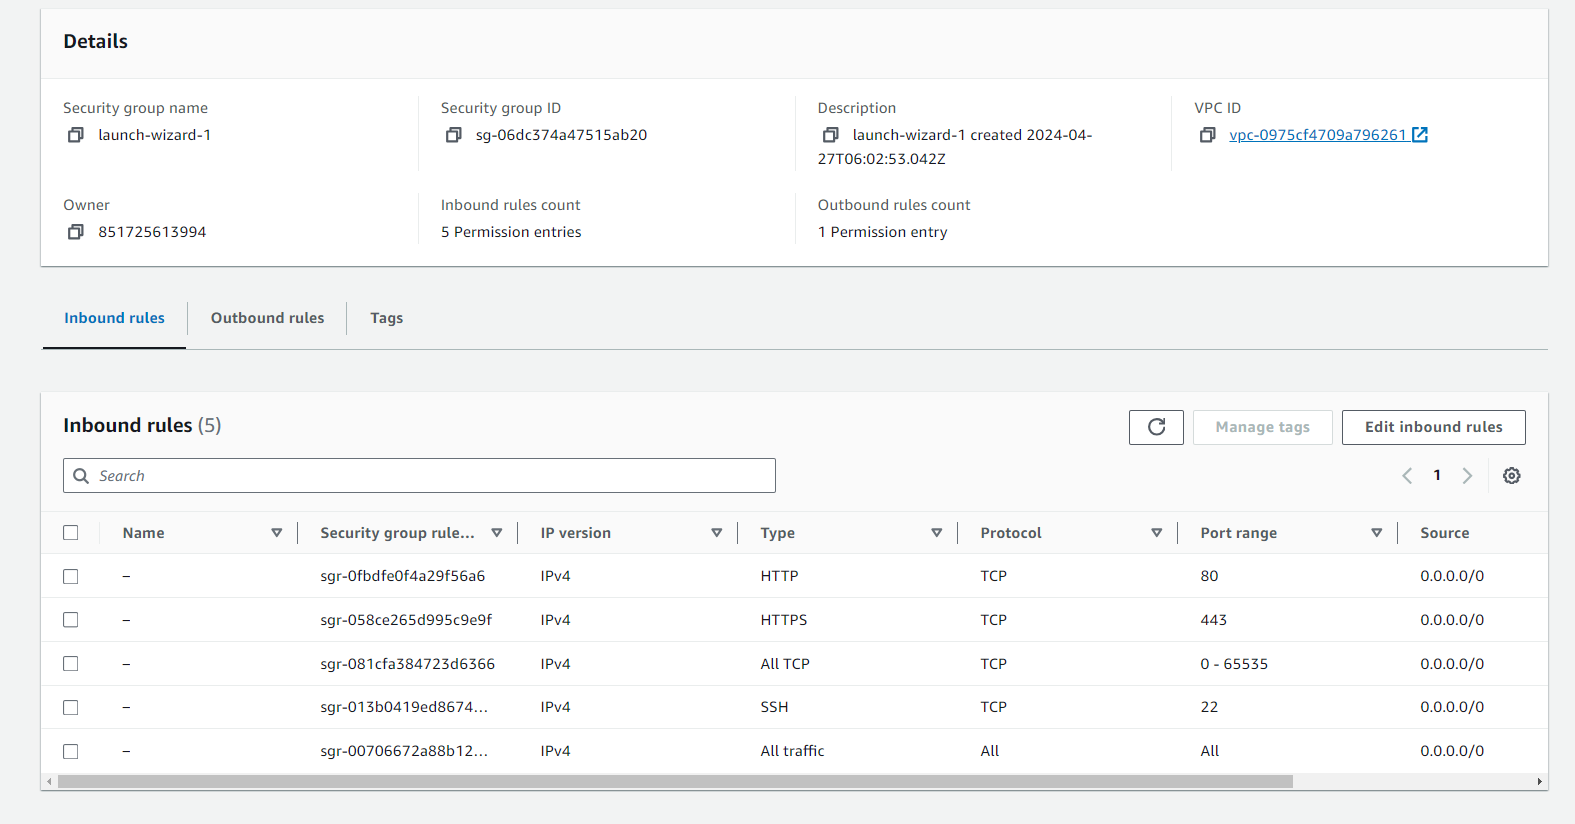 Details
Security group name
launch-wizard-1
Security group ID
sg-06dc374a47515ab20
Description
launch-wizard-1 created 2024-04-
27T06:02:53.042Z
VPC ID
vpc-0975cf4709a796261
Owner
851725613994
Inbound rules count
5 Permission entries
Outbound rules count
1 Permission entry
Inbound rules Outbound rules Tags
Inbound rules (5)
Manage tags
Edit inbound rules
Search
1
Name Security group rule... IP version Type Protocol Port range Source
– sgr-0fbdfe0f4a29f56a6 IPv4 HTTP TCP 80 0.0.0.0/0
– sgr-058ce265d995c9e9f IPv4 HTTPS TCP 443 0.0.0.0/0
– sgr-081cfa384723d6366 IPv4 All TCP TCP 0 - 65535 0.0.0.0/0
– sgr-013b0419ed8674... IPv4 SSH TCP 22 0.0.0.0/0
– sgr-00706672a88b12... IPv4 All traffic All All 0.0.0.0/0